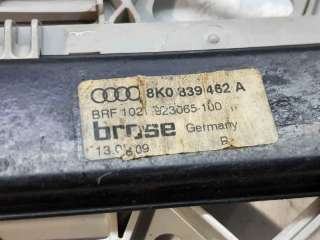 8K0 839 462 A
BRF 102 923065-100
brose Germany
13.0 09 R